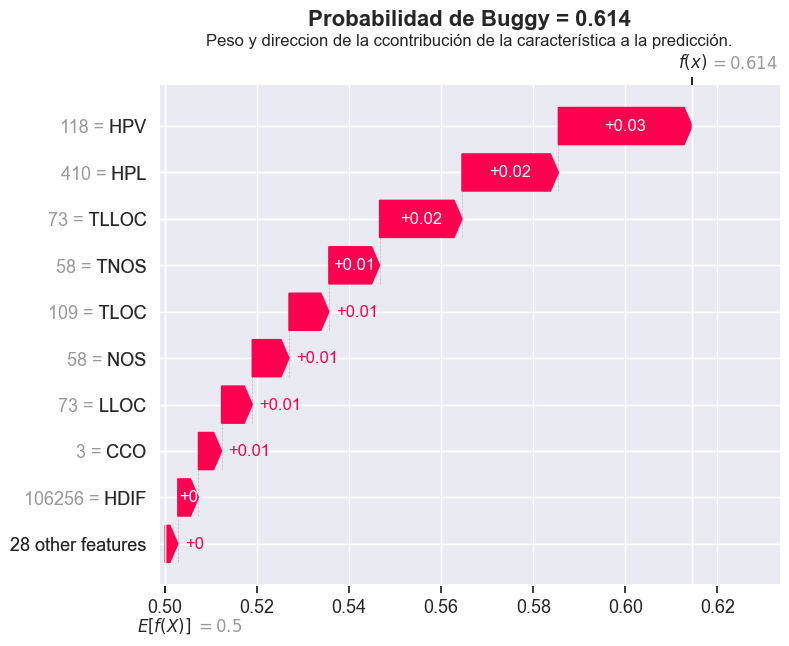 Probabilidad de Buggy = 0.614
Peso y direccion de la ccontribución de la característica a la predicción.
f(x) = 0.614
118 = HPV +0.03
410 = HPL +0.02
73 = TLLOC +0.02
58 = TNOS +0.01
109 = TLOC +0.01
58 = NOS +0.01
73 = LLOC +0.01
3 = CCO +0.01
106256 = HDIF +0
28 other features +0
0.50 0.52 0.54 0.56 0.58 0.60 0.62
E[f(X)] = 0.5